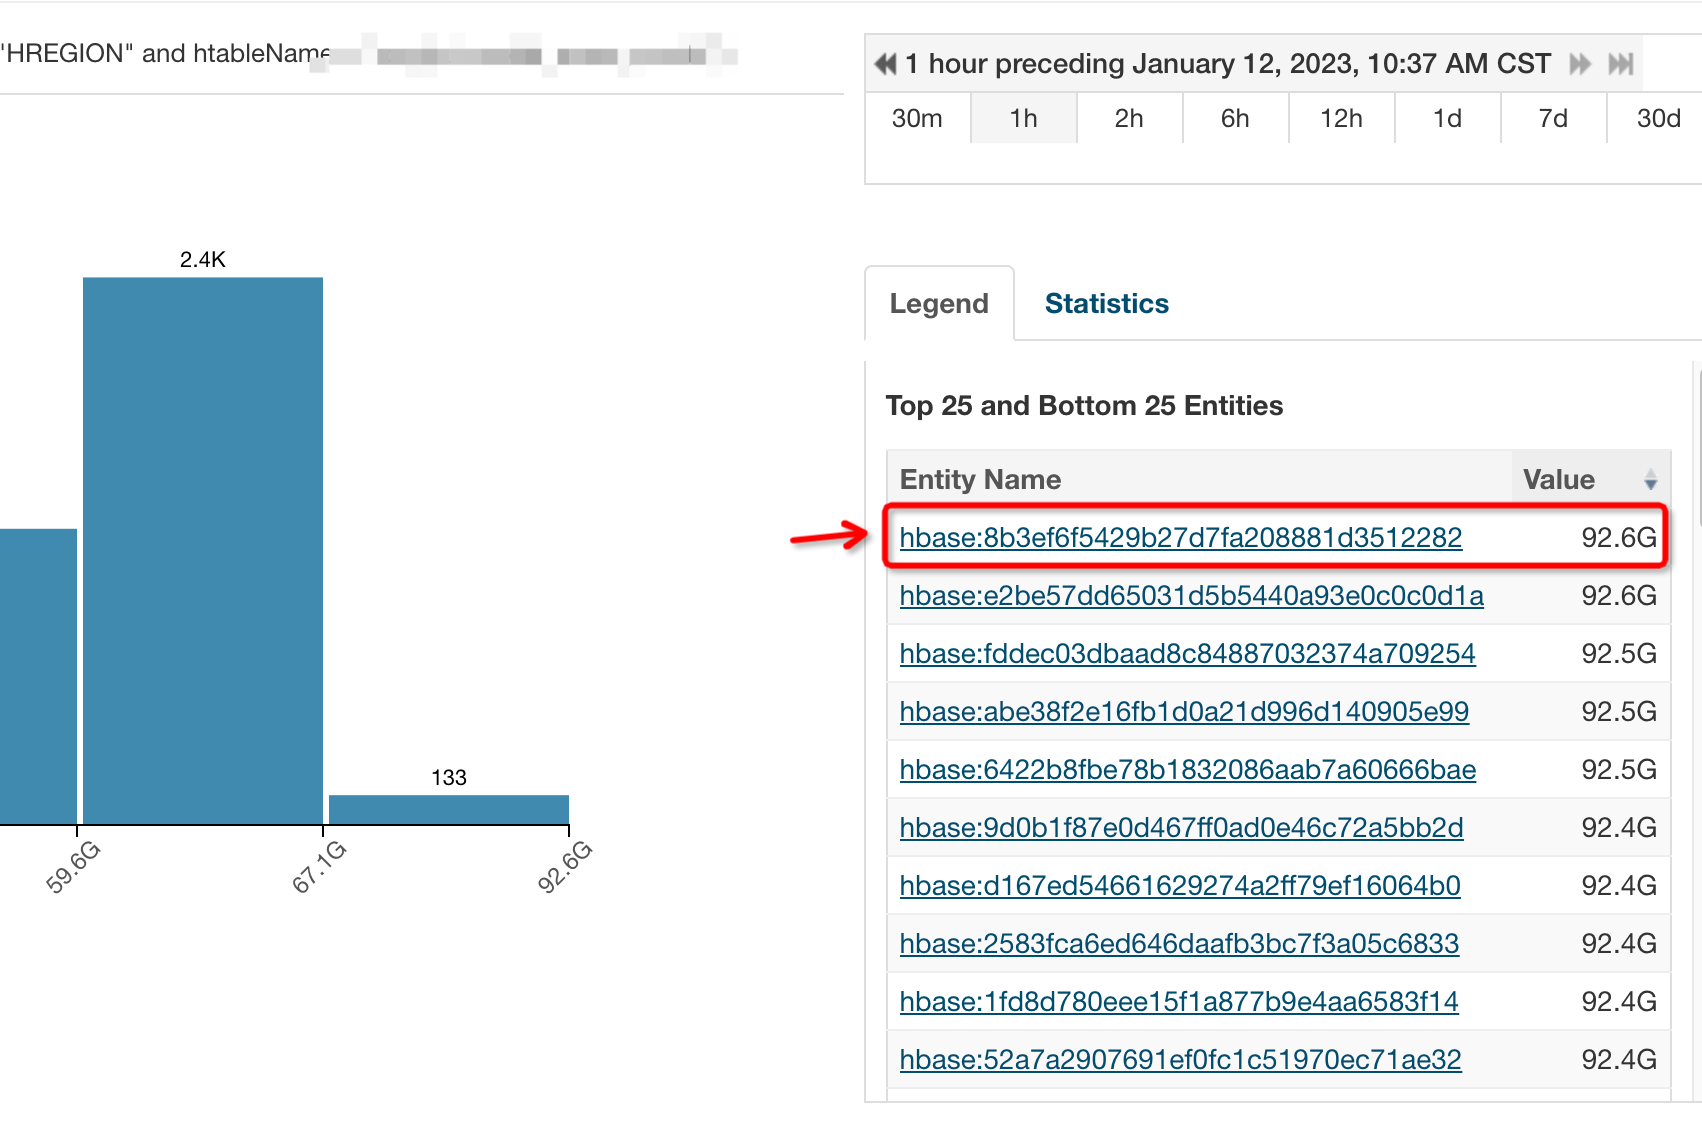 "HREGION" and htableName
1 hour preceding January 12, 2023, 10:37 AM CST
30m 1h 2h 6h 12h 1d 7d 30d
2.4K
133
59.6G 67.1G 92.6G
Legend Statistics
Top 25 and Bottom 25 Entities
Entity Name Value
hbase:8b3ef6f5429b27d7fa208881d3512282 92.6G
hbase:e2be57dd65031d5b5440a93e0c0c0d1a 92.6G
hbase:fddec03dbaad8c84887032374a709254 92.5G
hbase:abe38f2e16fb1d0a21d996d140905e99 92.5G
hbase:6422b8fbe78b1832086aab7a60666bae 92.5G
hbase:9d0b1f87e0d467ff0ad0e46c72a5bb2d 92.4G
hbase:d167ed54661629274a2ff79ef16064b0 92.4G
hbase:2583fca6ed646daafb3bc7f3a05c6833 92.4G
hbase:1fd8d780eee15f1a877b9e4aa6583f14 92.4G
hbase:52a7a2907691ef0fc1c51970ec71ae32 92.4G